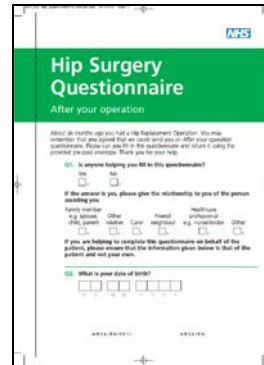 NHS
Hip Surgery
Questionnaire
After your operation
About six months ago you had a Hip Replacement Operation. You may
remember that you agreed that we could send you an After your operation
questionnaire. Please can you fill in this questionnaire and return it using the
provided pre-paid envelope. Thank you for your help.
Q1. Is anyone helping you fill in this questionnaire?
Yes No
If the answer is yes, please give the relationship to you of the person
assisting you
Family member Healthcare
e.g. spouse, Other Friend/ professional
child, parent relative Carer neighbour e.g. nurse/doctor Other
If you are helping to complete this questionnaire on behalf of the
patient, please ensure that the information given below is that of the
patient and not your own.
Q2. What is your date of birth?